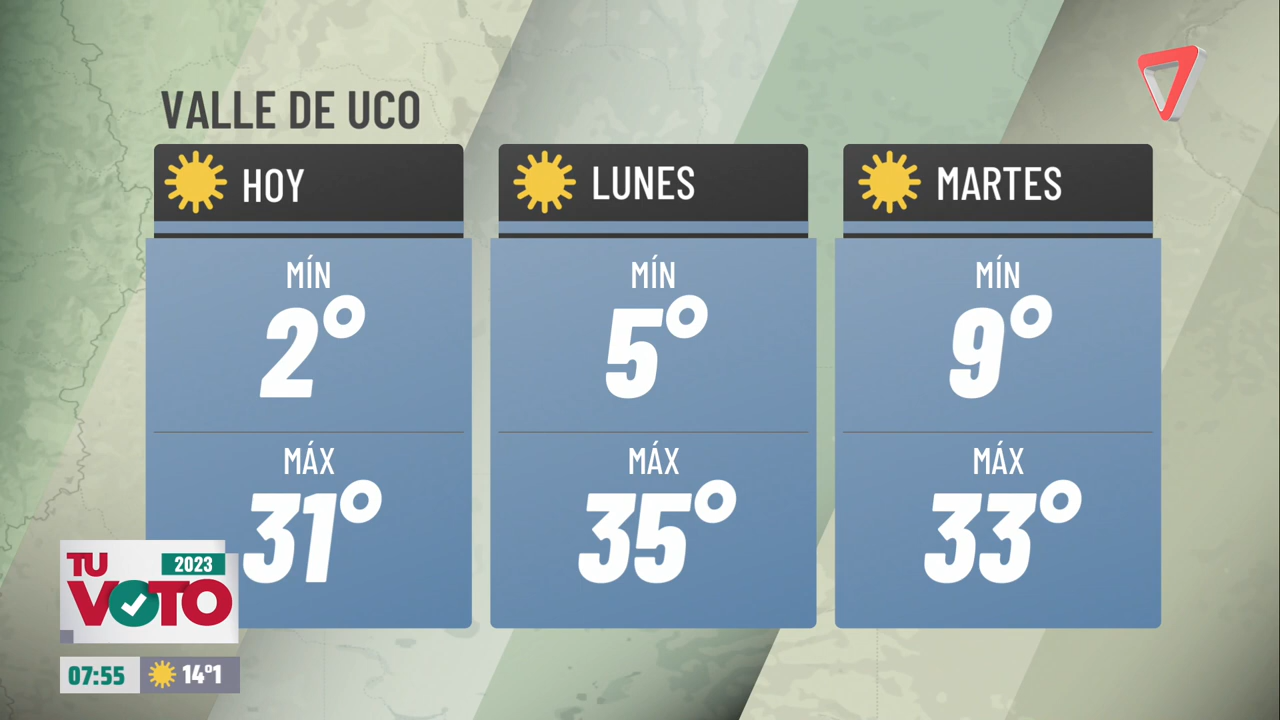 VALLE DE UCO
HOY
MÍN
2°
MÁX
31°
LUNES
MÍN
5°
MÁX
35°
MARTES
MÍN
9°
MÁX
33°
TU
2023
VOTO
07:55
14°1
7